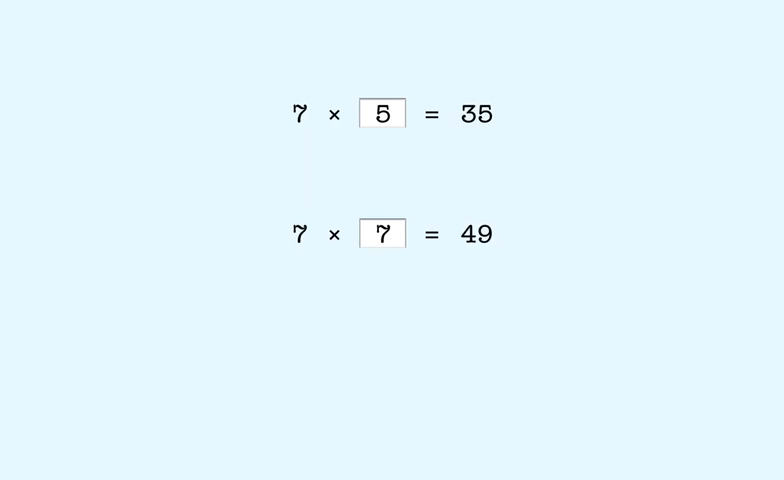 7 × 5 = 35
7 × 7 = 49